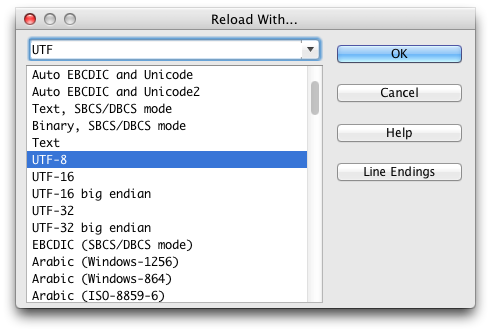 Reload With...
UTF
OK
Auto EBCDIC and Unicode
Auto EBCDIC and Unicode2
Cancel
Text, SBCS/DBCS mode
Binary, SBCS/DBCS mode
Help
Text
UTF-8
Line Endings
UTF-16
UTF-16 big endian
UTF-32
UTF-32 big endian
EBCDIC (SBCS/DBCS mode)
Arabic (Windows-1256)
Arabic (Windows-864)
Arabic (ISO-8859-6)